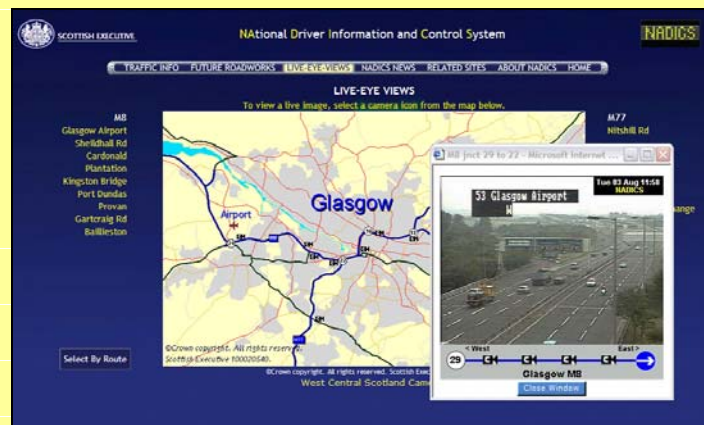 SCOTTISH EXECUTIVE
NAtional Driver Information and Control System
NADICS
TRAFFIC INFO FUTURE ROADWORKS LIVE-EYE-VIEWS NADICS NEWS RELATED SITES ABOUT NADICS HOME
LIVE-EYE VIEWS
To view a live image, select a camera icon from the map below.
M8
Glasgow Airport
Shieldhall Rd
Cardonald
Plantation
Kingston Bridge
Port Dundas
Provan
Gartcraig Rd
Baillieston
Select By Route
Glasgow
Airport
©Crown copyright. All rights reserved.
Scottish Executive 100020540.
©Crown copyright. All rights reserved. Scottish Exec
West Central Scotland Cam
M77
Nitshill Rd
ange
M8 jnct 29 to 22 - Microsoft Internet ...
Tue 03 Aug 11:58
NADICS
53 Glasgow Airport
W
< West East >
29
Glasgow M8
Close Window